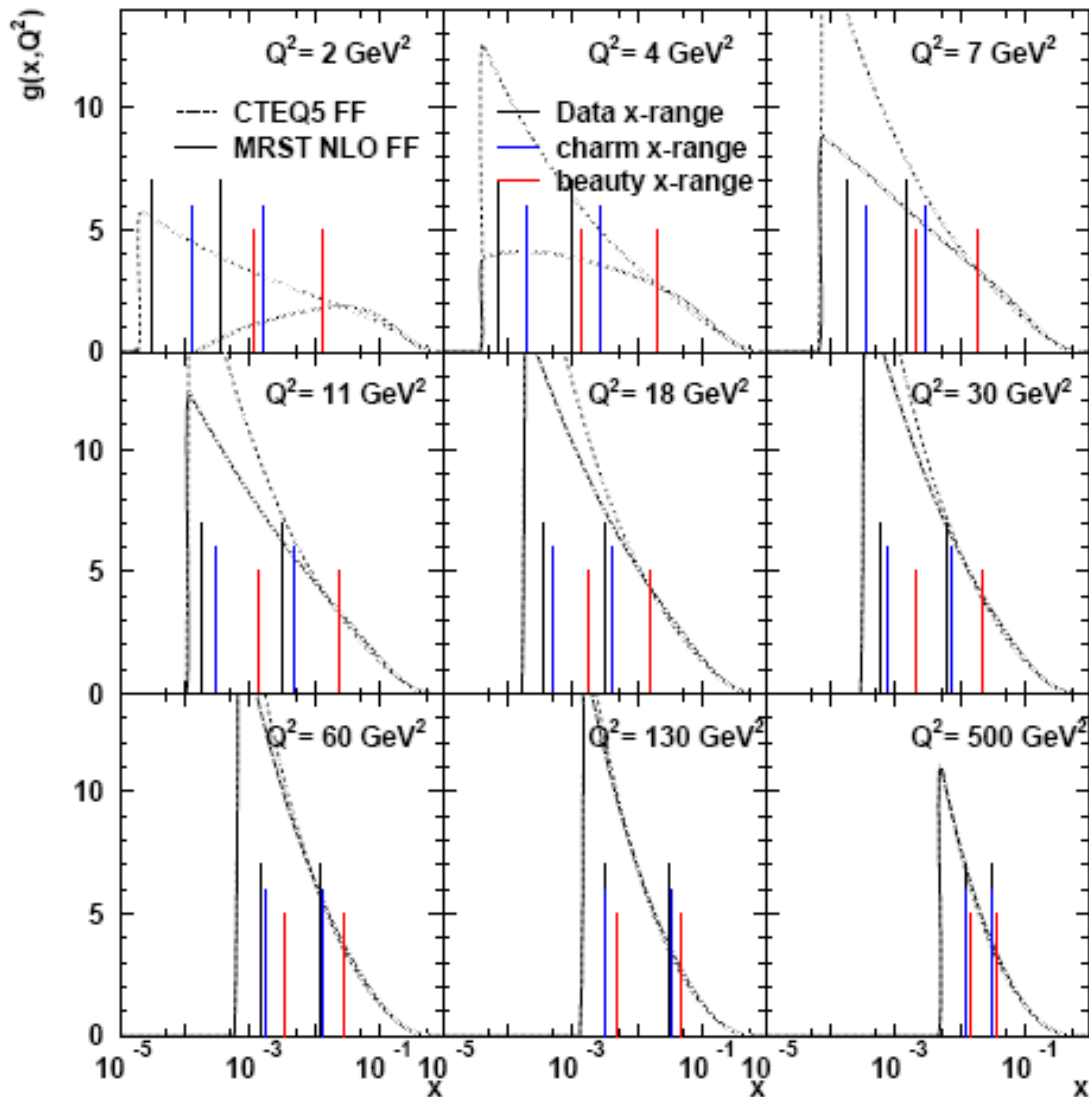 g(x,Q²)
Q²= 2 GeV²
Q²= 4 GeV²
Q²= 7 GeV²
10
CTEQ5 FF
MRST NLO FF
Data x-range
charm x-range
beauty x-range
5
0
Q²= 11 GeV²
Q²= 18 GeV²
Q²= 30 GeV²
10
5
0
Q²= 60 GeV²
Q²= 130 GeV²
Q²= 500 GeV²
10
5
0
10⁻⁵ 10⁻³ 10⁻¹ x 10⁻⁵ 10⁻³ 10⁻¹ x 10⁻⁵ 10⁻³ 10⁻¹ x